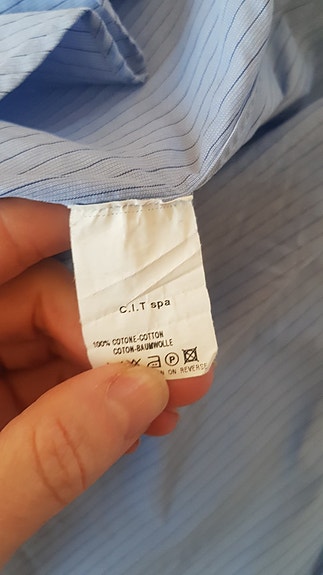 C.I.T spa
100% COTONE-COTTON
COTON-BAUMWOLLE
P
ON REVERSE